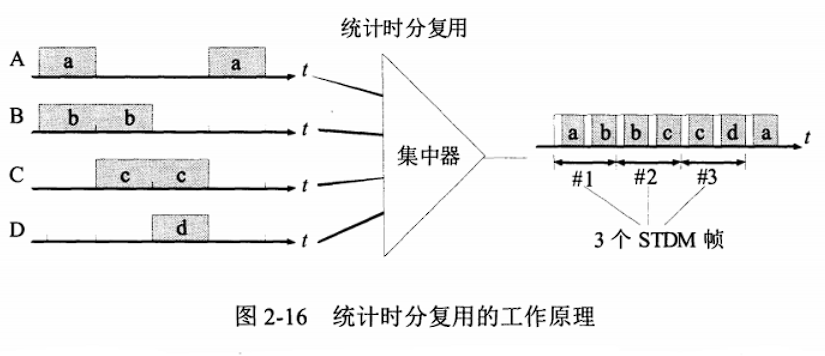 统计时分复用
A a a t
B b b t
C c c t
D d t
集中器
a b b c c d a t
#1 #2 #3
3 个 STDM 帧
图 2-16 统计时分复用的工作原理